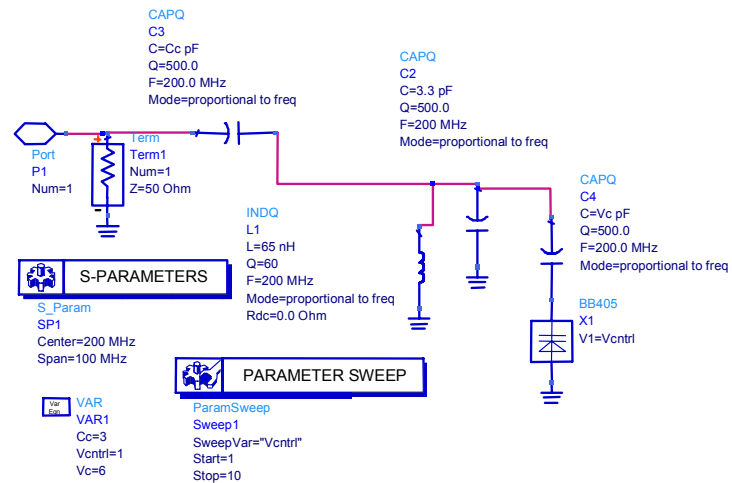 CAPQ
C3
C=Cc pF
Q=500.0
F=200.0 MHz
Mode=proportional to freq
CAPQ
C2
C=3.3 pF
Q=500.0
F=200 MHz
Mode=proportional to freq
Port
P1
Num=1
+
Term
Term1
Num=1
Z=50 Ohm
-
CAPQ
C4
C=Vc pF
Q=500.0
F=200.0 MHz
Mode=proportional to freq
INDQ
L1
L=65 nH
Q=60
F=200 MHz
Mode=proportional to freq
Rdc=0.0 Ohm
S-PARAMETERS
S_Param
SP1
Center=200 MHz
Span=100 MHz
BB405
X1
V1=Vcntrl
PARAMETER SWEEP
ParamSweep
Sweep1
SweepVar="Vcntrl"
Start=1
Stop=10
Var
Eqn
VAR
VAR1
Cc=3
Vcntrl=1
Vc=6